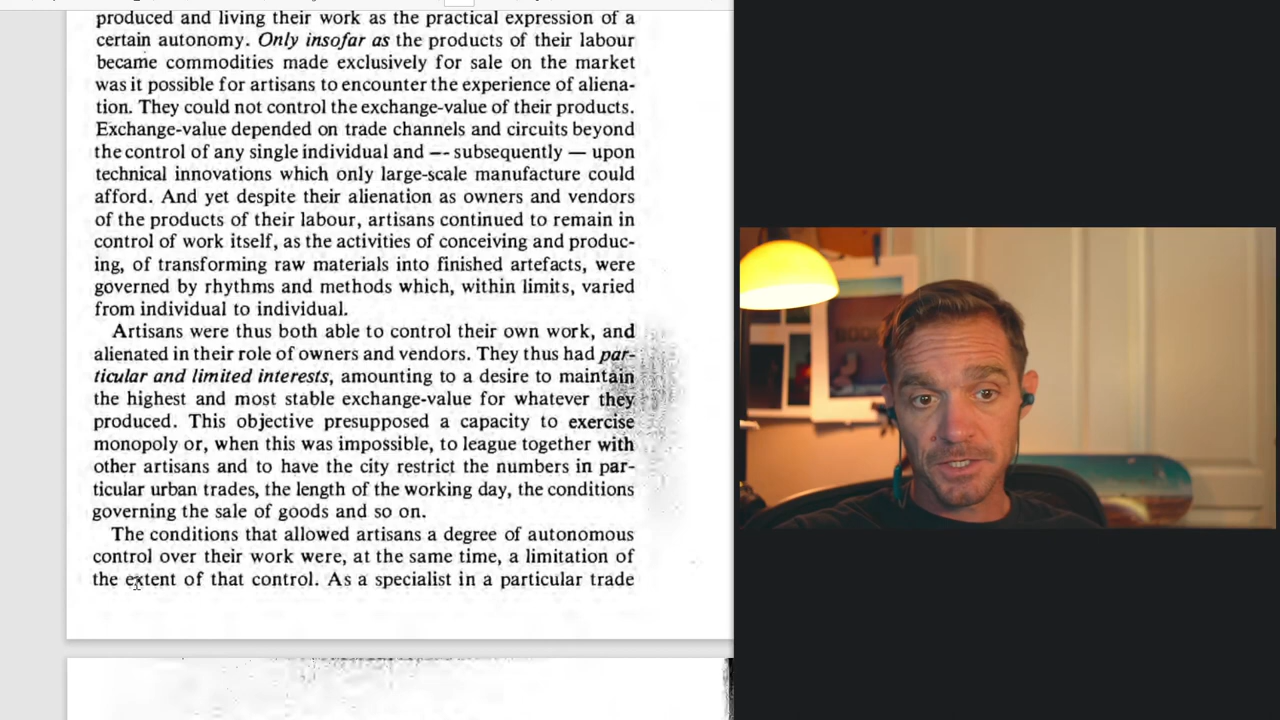 produced and living their work as the practical expression of a
certain autonomy. Only insofar as the products of their labour
became commodities made exclusively for sale on the market
was it possible for artisans to encounter the experience of aliena-
tion. They could not control the exchange-value of their products.
Exchange-value depended on trade channels and circuits beyond
the control of any single individual and — subsequently — upon
technical innovations which only large-scale manufacture could
afford. And yet despite their alienation as owners and vendors
of the products of their labour, artisans continued to remain in
control of work itself, as the activities of conceiving and produc-
ing, of transforming raw materials into finished artefacts, were
governed by rhythms and methods which, within limits, varied
from individual to individual.
Artisans were thus both able to control their own work, and
alienated in their role of owners and vendors. They thus had par-
ticular and limited interests, amounting to a desire to maintain
the highest and most stable exchange-value for whatever they
produced. This objective presupposed a capacity to exercise
monopoly or, when this was impossible, to league together with
other artisans and to have the city restrict the numbers in par-
ticular urban trades, the length of the working day, the conditions
governing the sale of goods and so on.
The conditions that allowed artisans a degree of autonomous
control over their work were, at the same time, a limitation of
the extent of that control. As a specialist in a particular trade